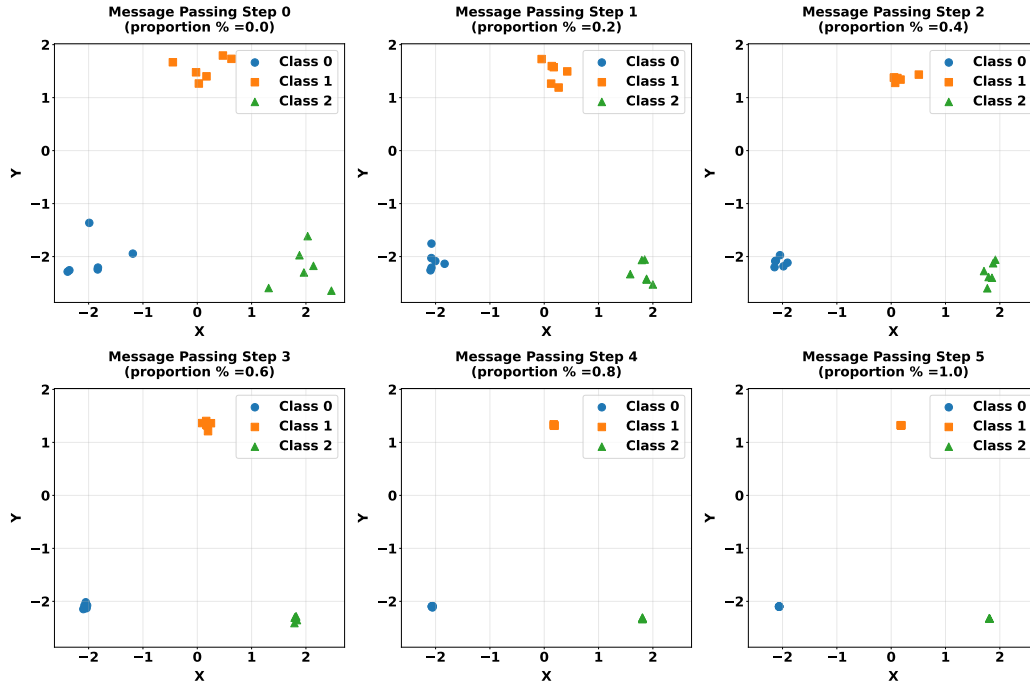 Message Passing Step 0
(proportion % =0.0)
2
1
0
−1
−2
Y
−2
−1
0
1
2
X
Class 0
Class 1
Class 2
Message Passing Step 1
(proportion % =0.2)
2
1
0
−1
−2
Y
−2
−1
0
1
2
X
Class 0
Class 1
Class 2
Message Passing Step 2
(proportion % =0.4)
2
1
0
−1
−2
Y
−2
−1
0
1
2
X
Class 0
Class 1
Class 2
Message Passing Step 3
(proportion % =0.6)
2
1
0
−1
−2
Y
−2
−1
0
1
2
X
Class 0
Class 1
Class 2
Message Passing Step 4
(proportion % =0.8)
2
1
0
−1
−2
Y
−2
−1
0
1
2
X
Class 0
Class 1
Class 2
Message Passing Step 5
(proportion % =1.0)
2
1
0
−1
−2
Y
−2
−1
0
1
2
X
Class 0
Class 1
Class 2